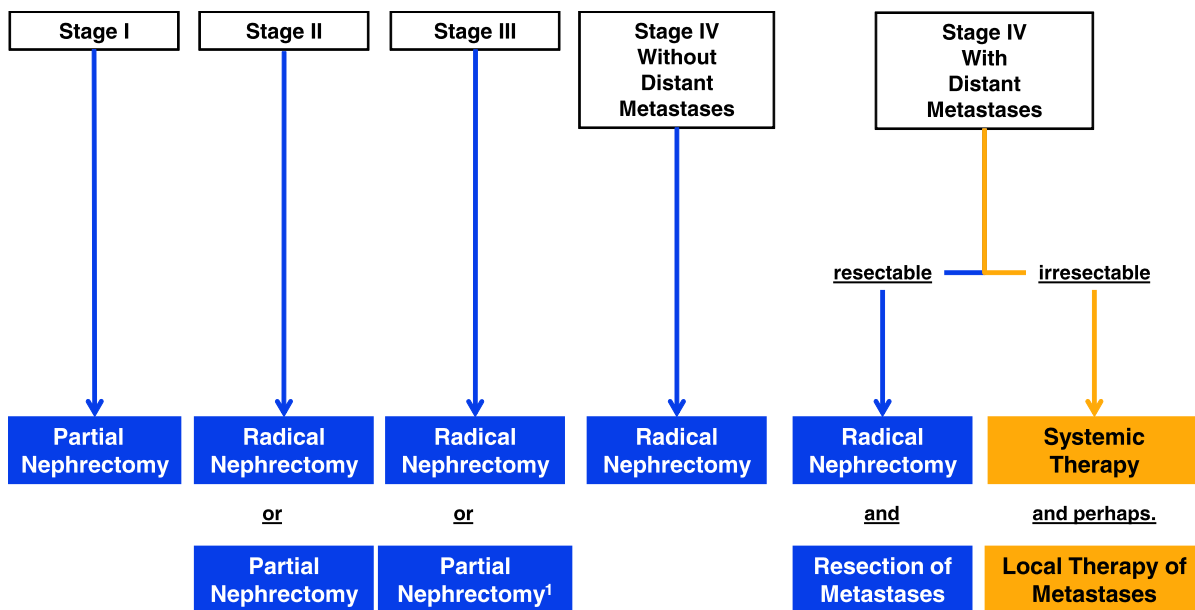 Stage I
Stage II
Stage III
Stage IV
Without
Distant
Metastases
Stage IV
With
Distant
Metastases
resectable
irresectable
Partial
Nephrectomy
Radical
Nephrectomy
Radical
Nephrectomy
Radical
Nephrectomy
Radical
Nephrectomy
Systemic
Therapy
or
or
and
and perhaps.
Partial
Nephrectomy
Partial
Nephrectomy¹
Resection of
Metastases
Local Therapy of
Metastases